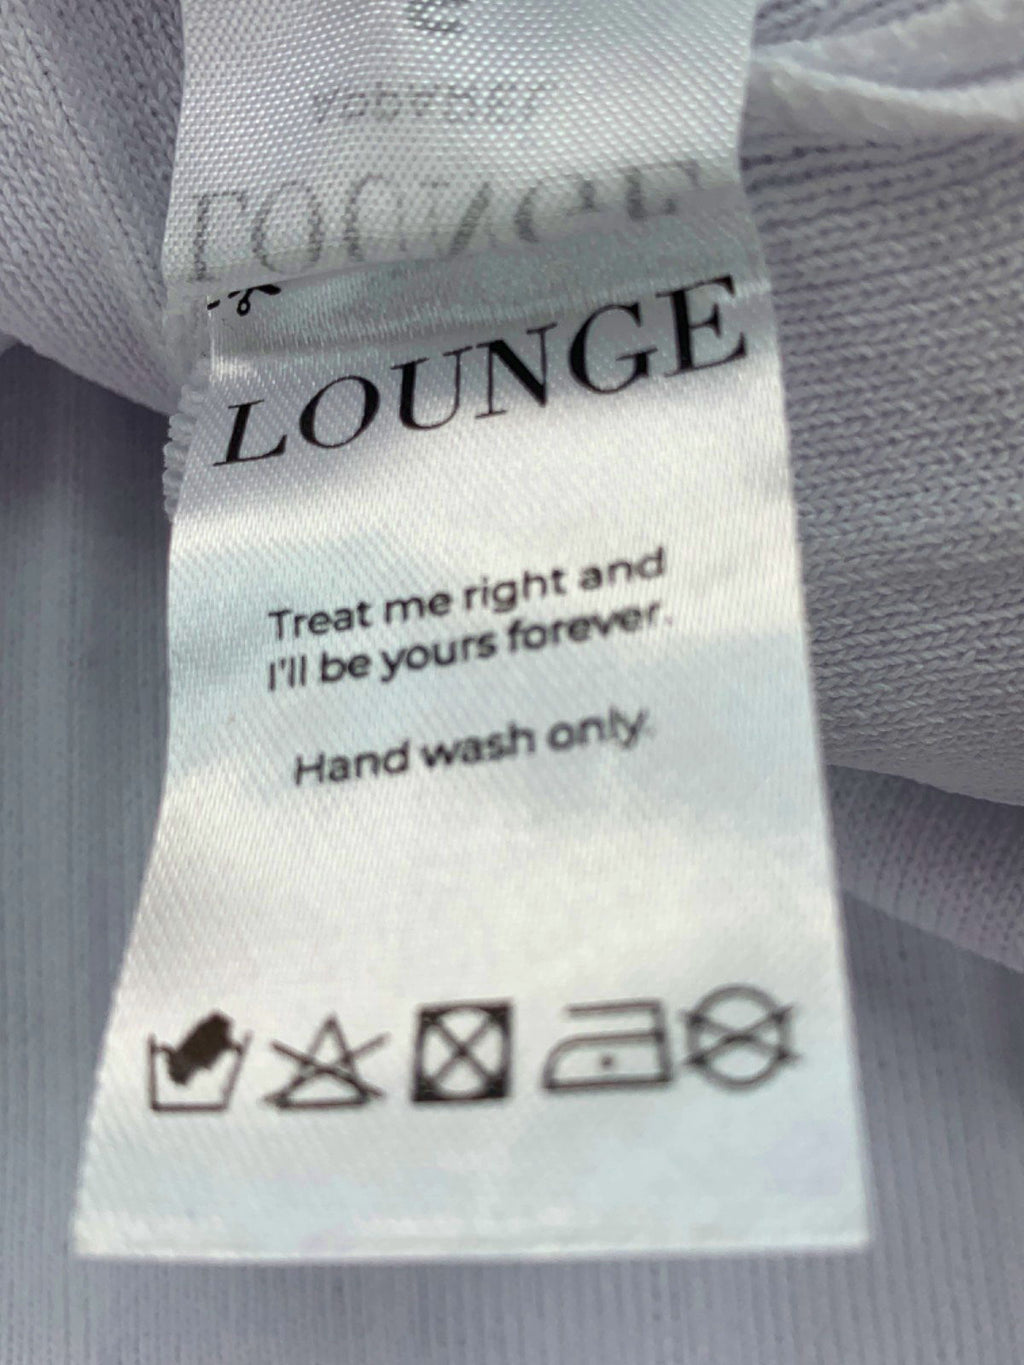 LOUNGE
Treat me right and
I'll be yours forever.
Hand wash only.